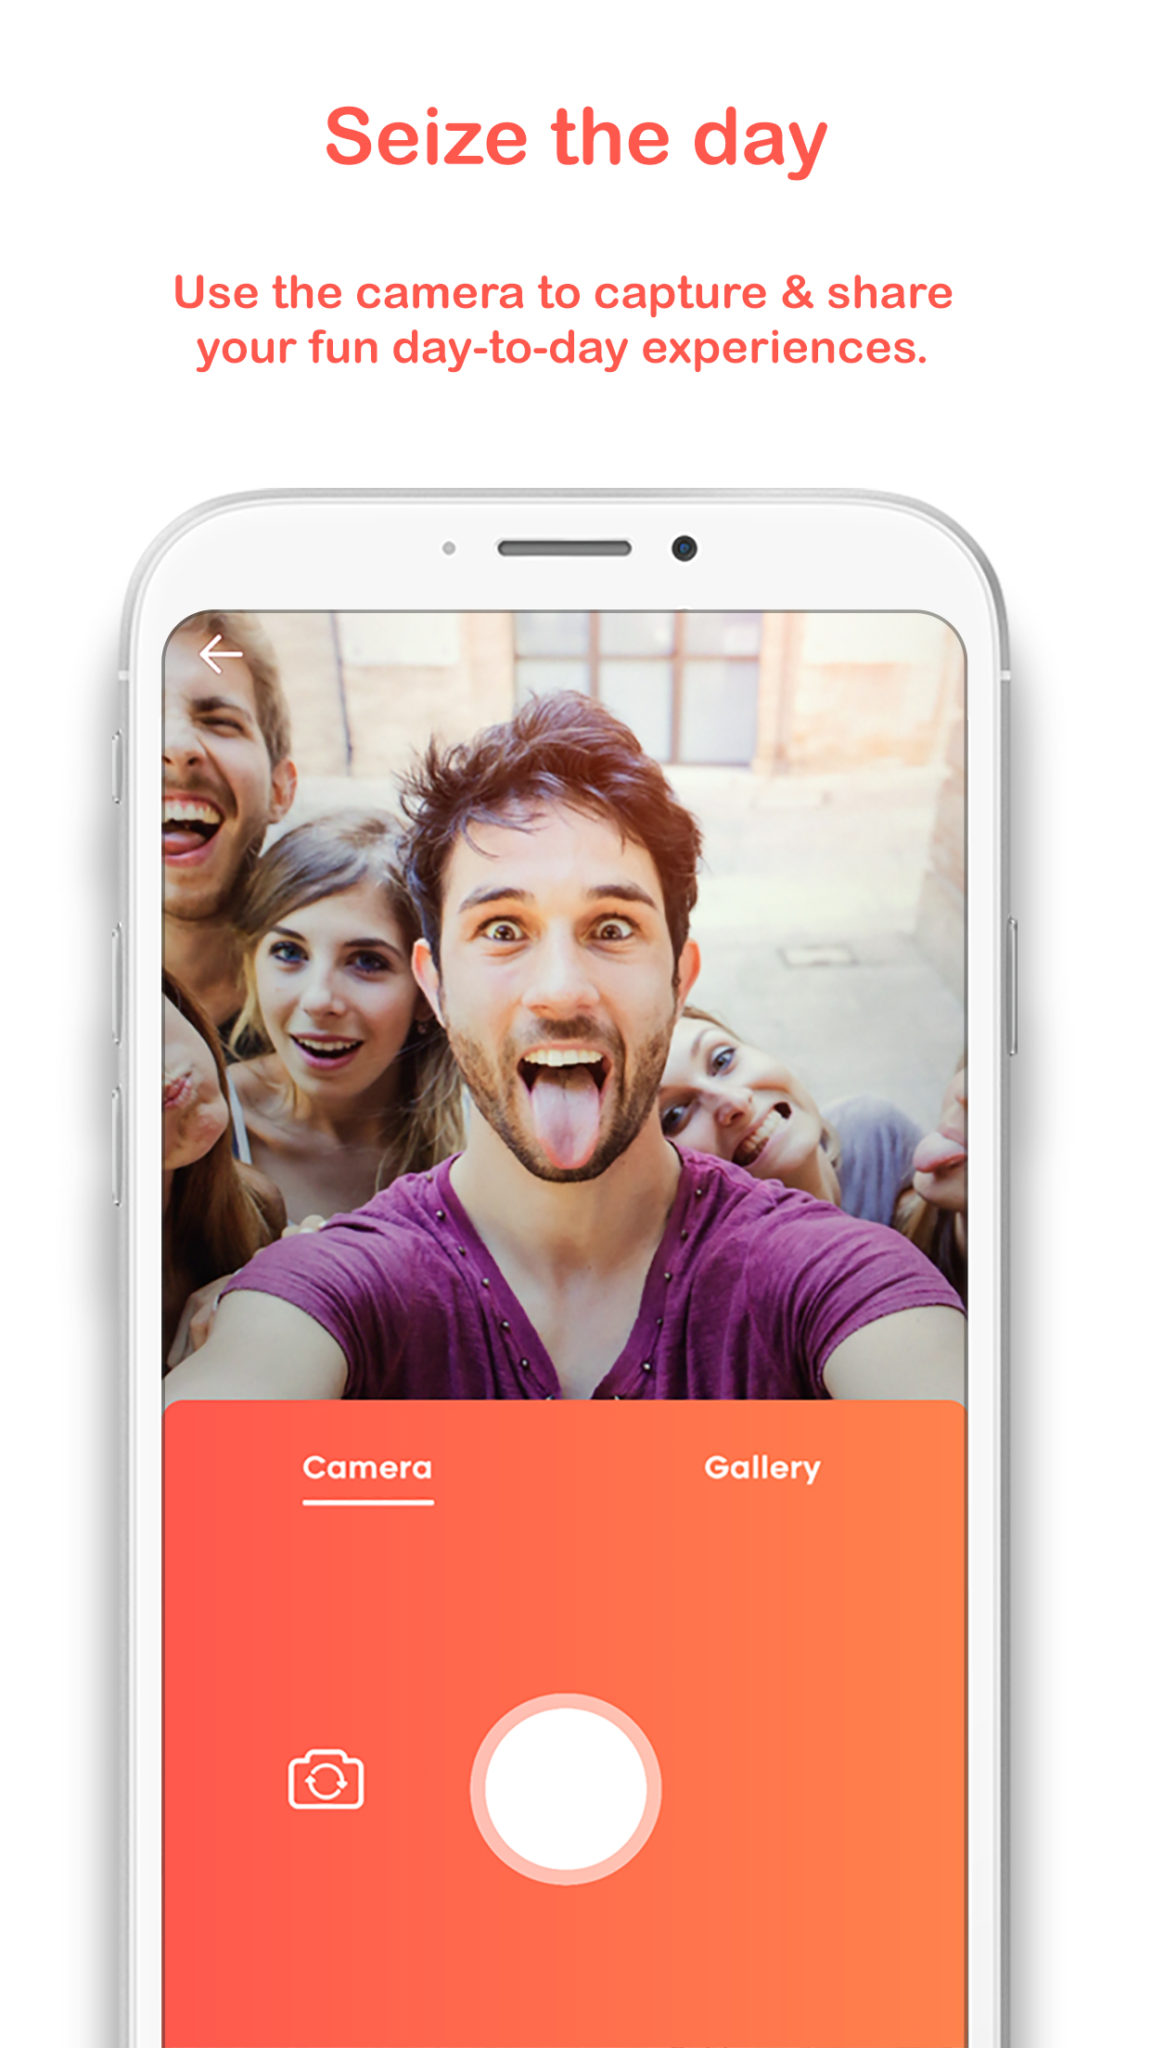 Seize the day
Use the camera to capture & share
your fun day-to-day experiences.
Camera
Gallery